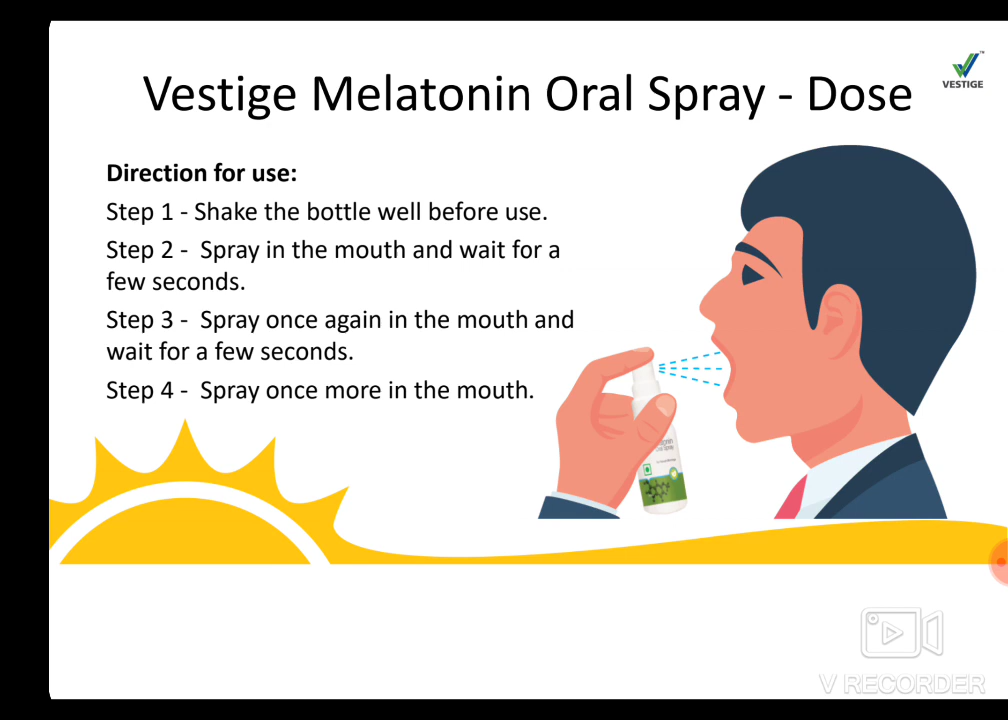 VESTIGE
Vestige Melatonin Oral Spray - Dose
Direction for use:
Step 1 - Shake the bottle well before use.
Step 2 - Spray in the mouth and wait for a
few seconds.
Step 3 - Spray once again in the mouth and
wait for a few seconds.
Step 4 - Spray once more in the mouth.
V RECORDER